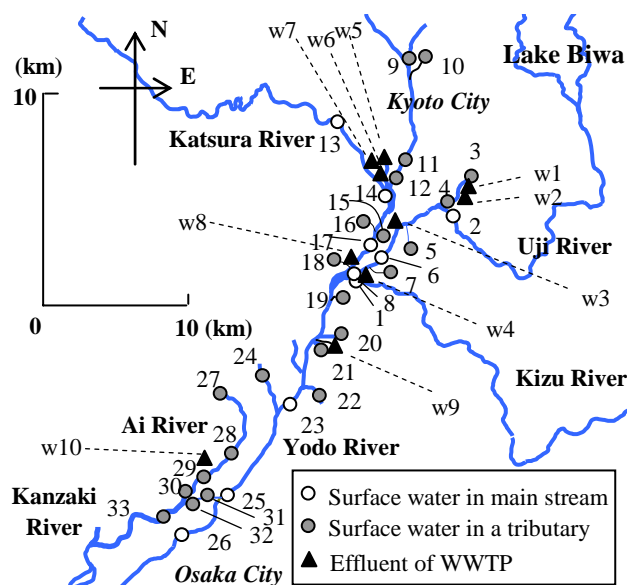 w7
w6
w5
N
E
(km)
10
9
10
Lake Biwa
Kyoto City
Katsura River
13
11
3
w1
12
4
w2
14
15
2
16
w8
17
5
Uji River
18
6
7
w3
19
8
1
w4
0
10 (km)
20
24
21
Kizu River
27
22
w9
23
Ai River
28
Yodo River
w10
29
30
25
Kanzaki
River
33
31
32
26
Osaka City
Surface water in main stream
Surface water in a tributary
Effluent of WWTP